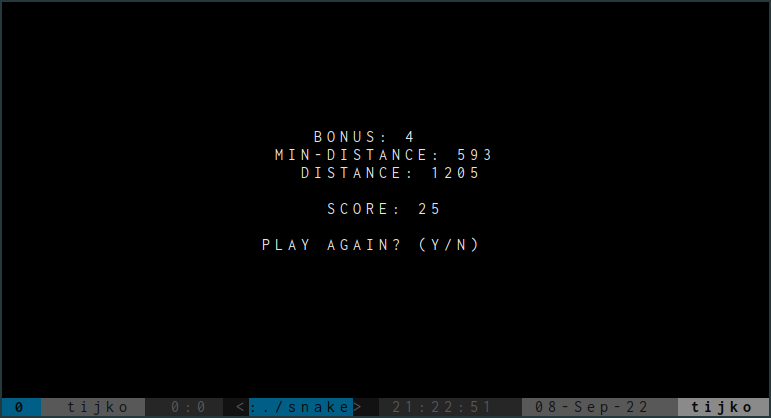 BONUS: 4
MIN-DISTANCE: 593
DISTANCE: 1205
SCORE: 25
PLAY AGAIN? (Y/N)
0 tijko 0:0 <:./snake> 21:22:51 08-Sep-22 tijko